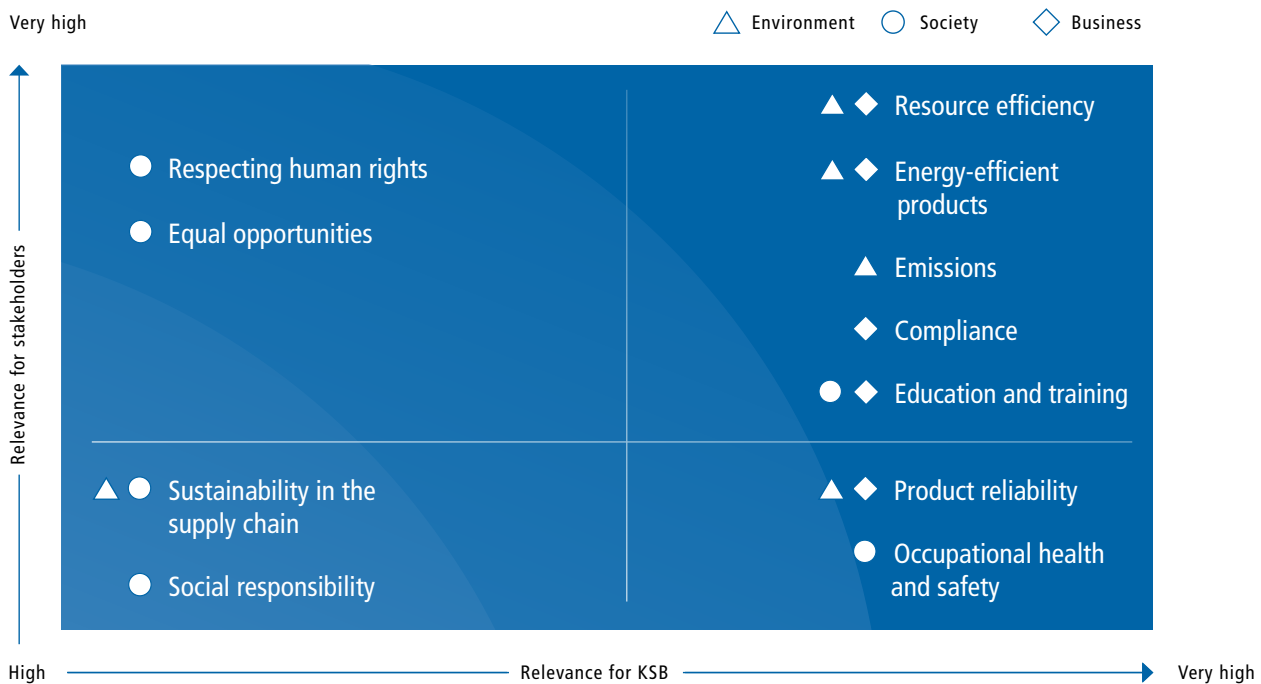 Very high
Environment
Society
Business
Resource efficiency
Respecting human rights
Energy-efficient
products
Equal opportunities
Emissions
Compliance
Education and training
Relevance for stakeholders
Sustainability in the
supply chain
Product reliability
Occupational health
and safety
Social responsibility
High
Relevance for KSB
Very high